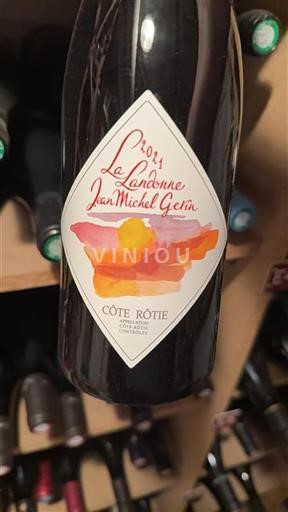 2021
La
Landonne
Jean Michel Gerin
VINIOU
CÔTE RÔTIE
APPELLATION
CÔTE-RÔTIE
CONTRÔLÉE